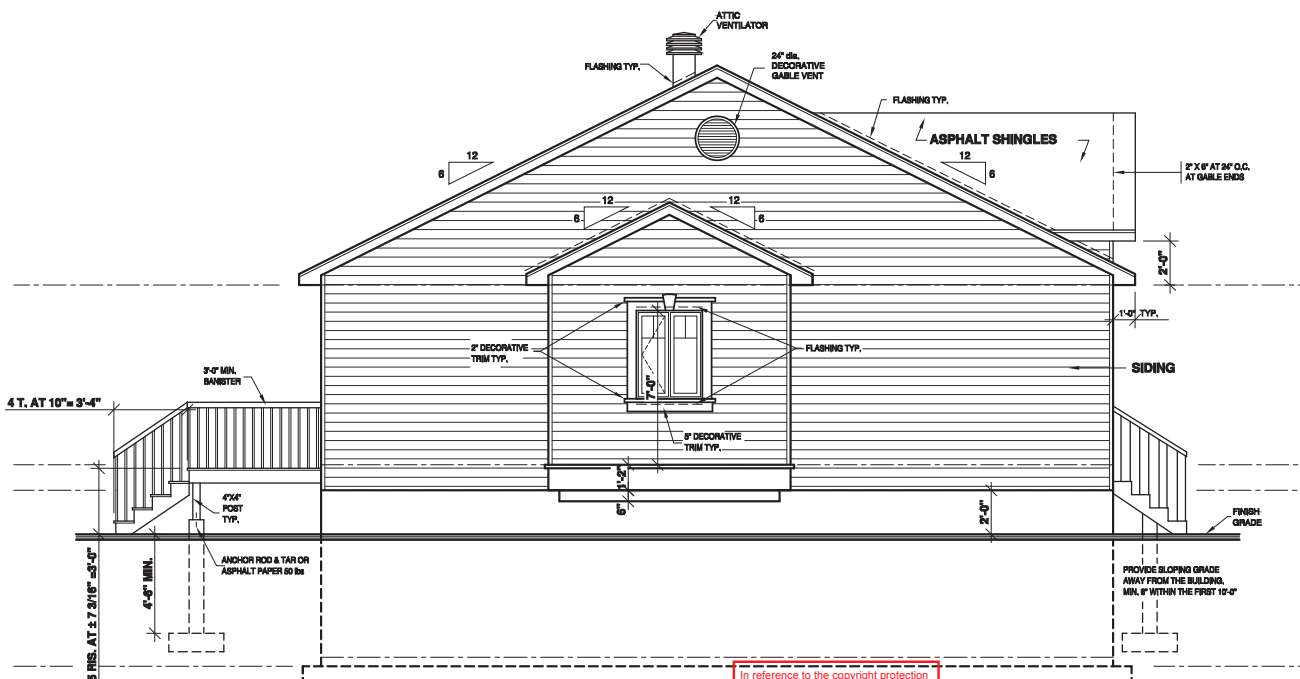 ATTIC
VENTILATOR
24" dia.
DECORATIVE
GABLE VENT
FLASHING TYP.
FLASHING TYP.
ASPHALT SHINGLES
12
6
12
6
2" X 6" AT 24" O.C.
AT GABLE ENDS
12
6
12
6
2'-0"
1'-0" TYP.
2" DECORATIVE
TRIM TYP.
FLASHING TYP.
SIDING
3'-0" MIN.
BANISTER
7'-0"
4 T. AT 10"= 3'-4"
5" DECORATIVE
TRIM TYP.
1'-2"
6"
4"X4"
POST
TYP.
2'-0"
FINISH
GRADE
ANCHOR ROD & TAR OR
ASPHALT PAPER 50 lbs
4'-6" MIN.
5 RIS. AT ± 7 3/16" =3'-0"
PROVIDE SLOPING GRADE
AWAY FROM THE BUILDING,
MIN. 6" WITHIN THE FIRST 10'-0"
In reference to the copyright protection